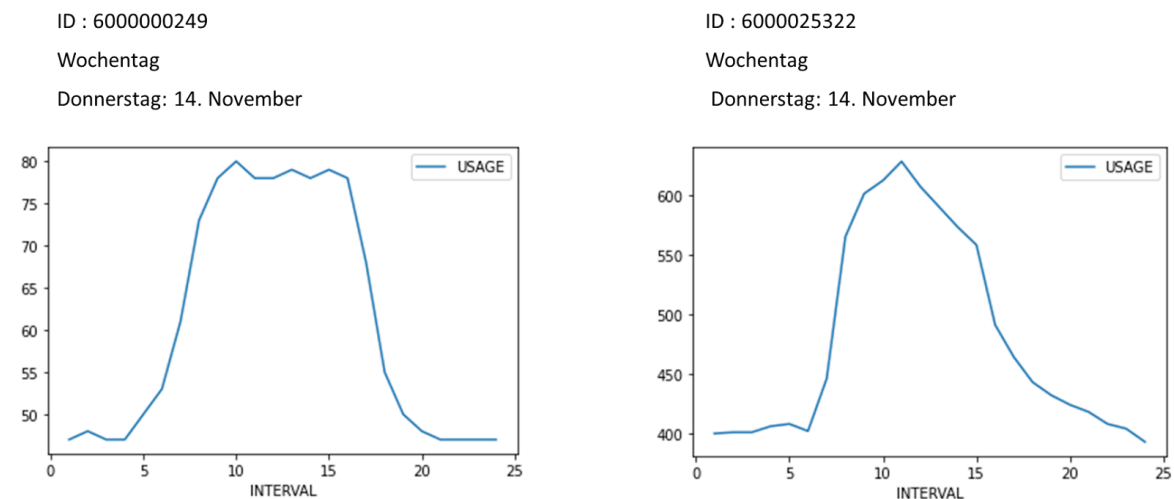 ID : 6000000249
Wochentag
Donnerstag: 14. November
USAGE
80
75
70
65
60
55
50
0 5 10 15 20 25
INTERVAL
ID : 6000025322
Wochentag
Donnerstag: 14. November
USAGE
600
550
500
450
400
0 5 10 15 20 25
INTERVAL